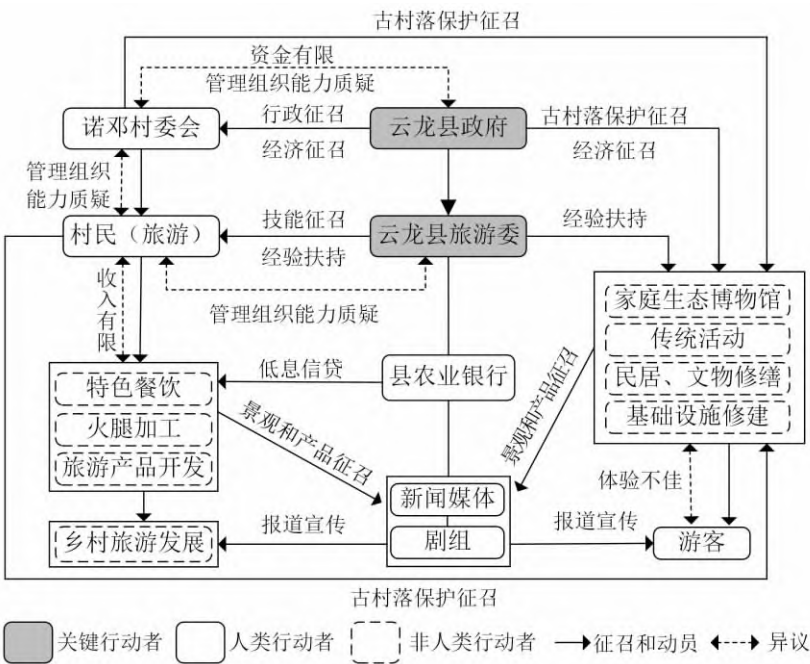 古村落保护征召
资金有限
管理组织能力质疑
诺邓村委会
行政征召
经济征召
云龙县政府
古村落保护征召
经济征召
管理组织
能力质疑
村民（旅游）
技能征召
经验扶持
云龙县旅游委
经验扶持
收入有限
管理组织能力质疑
家庭生态博物馆
传统活动
民居、文物修缮
基础设施修建
特色餐饮
火腿加工
旅游产品开发
低息信贷
县农业银行
景观和产品征召
景观和产品征召
新闻媒体
剧组
体验不佳
乡村旅游发展
报道宣传
报道宣传
游客
古村落保护征召
关键行动者
人类行动者
非人类行动者
征召和动员
异议